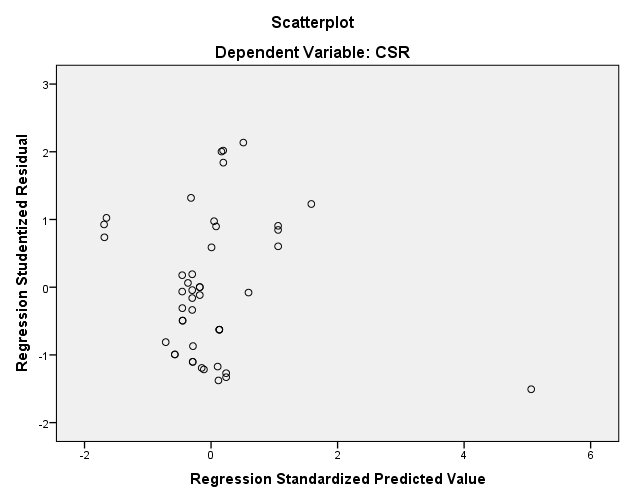 Scatterplot
Dependent Variable: CSR
Regression Studentized Residual
3
2
1
0
-1
-2
-2
0
2
4
6
Regression Standardized Predicted Value